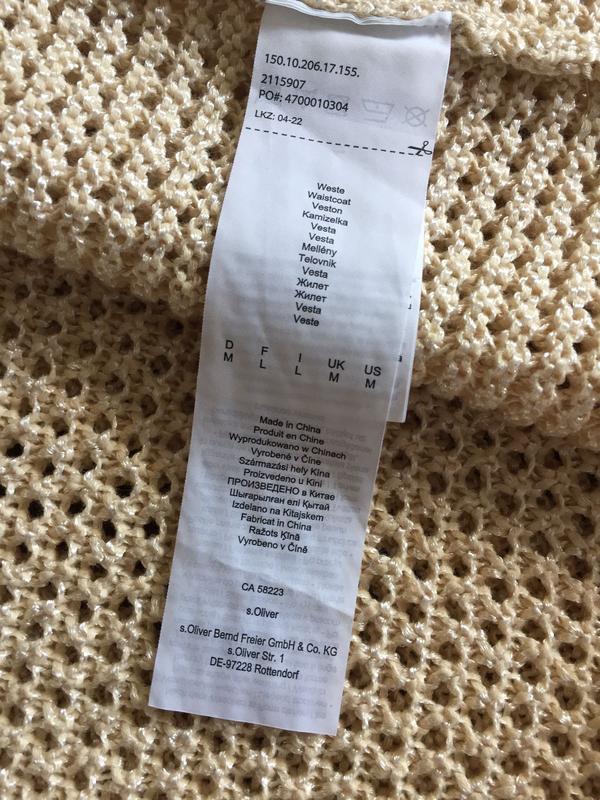 150.10.206.17.155.
2115907
PO#; 4700010304
LKZ: 04-22
Weste
Waistcoat
Veston
Kamizelka
Vesta
Vesta
Mellény
Telovnik
Vesta
Жилет
Жилет
Vesta
Veste
D F I UK US
M L L M M
Made in China
Produit en Chine
Wyprodukowano w Chinach
Vyrobené v Číne
Származási hely Kína
Proizvedeno u Kini
ПРОИЗВЕДЕНО в Китае
Шығарылған елі Қытай
Izdelano na Kitajskem
Fabricat in China
Ražots Ķīnā
Vyrobeno v Číně
CA 58223
s.Oliver
s.Oliver Bernd Freier GmbH & Co. KG
s.Oliver Str. 1
DE-97228 Rottendorf